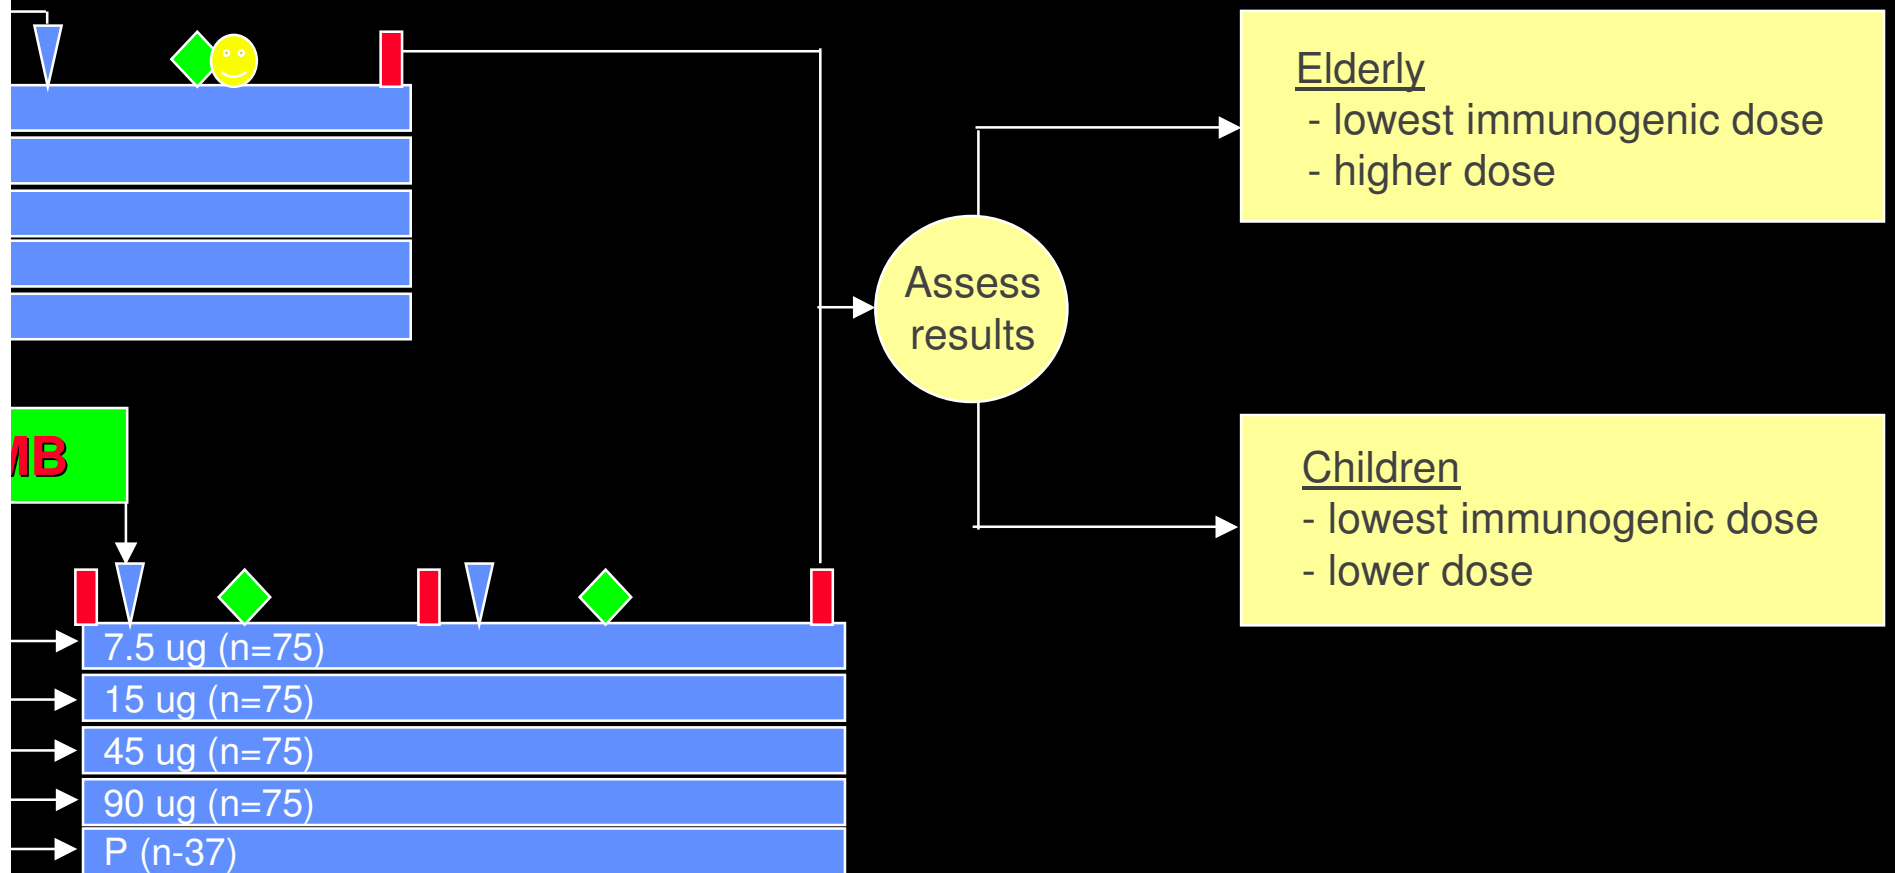 Elderly
- lowest immunogenic dose
- higher dose
Assess
results
MB
Children
- lowest immunogenic dose
- lower dose
7.5 ug (n=75)
15 ug (n=75)
45 ug (n=75)
90 ug (n=75)
P (n-37)